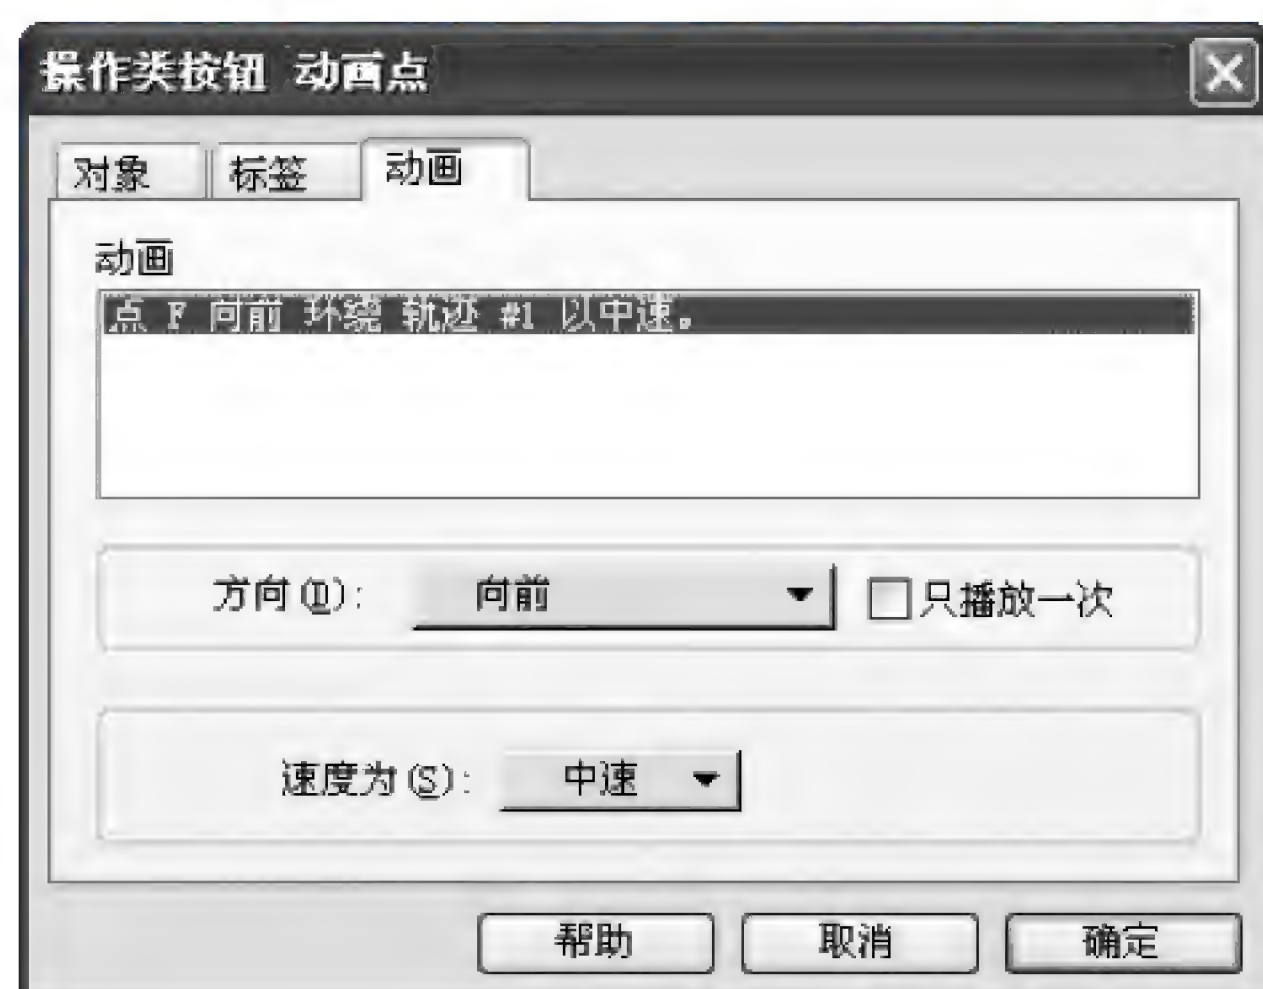 操作类按钮 动画点
对象 标签 动画
动画
点 F 向前 环绕 轨迹 #1 以中速。
方向(D): 向前 只播放一次
速度为(S): 中速
帮助 取消 确定